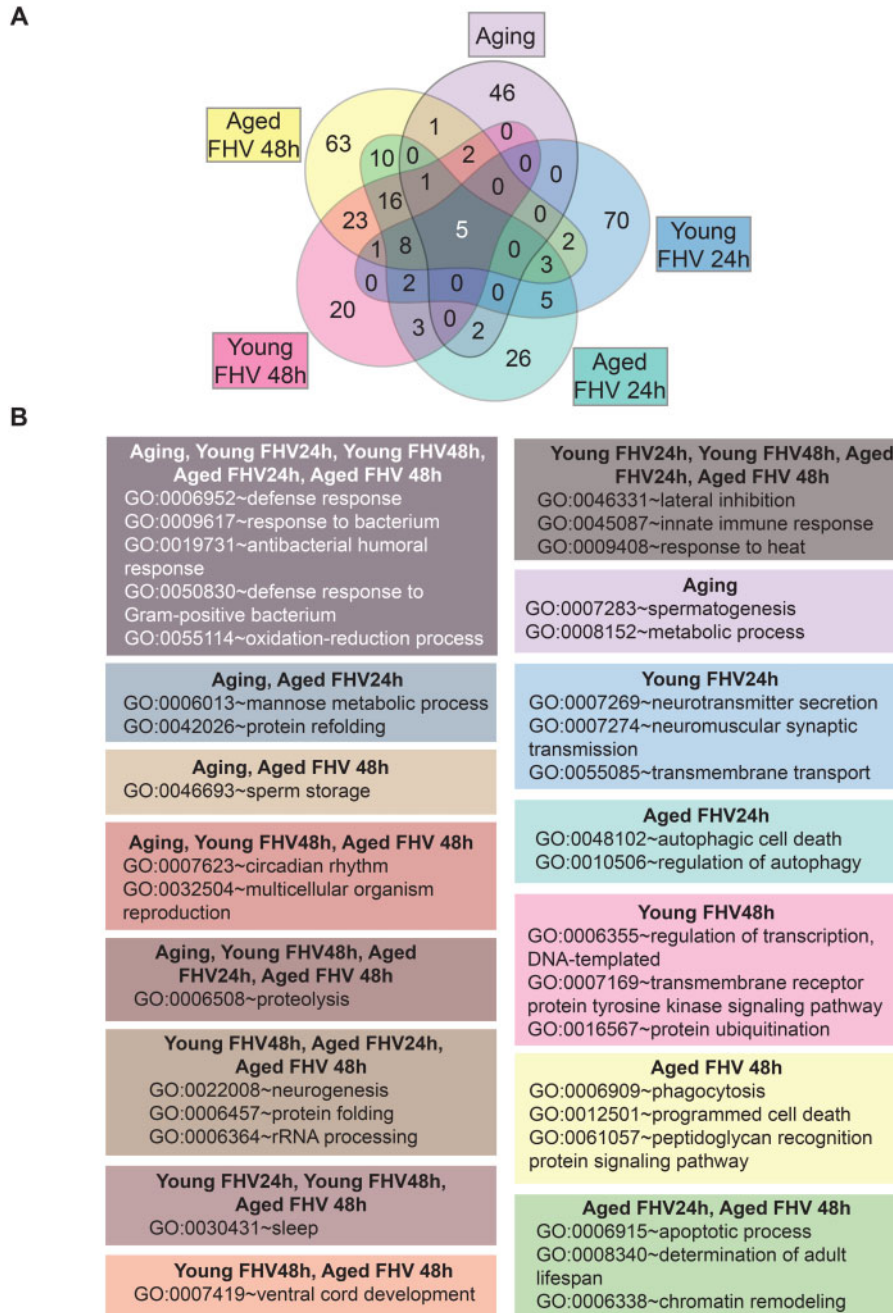 A
Aging
46
Aged
FHV 48h
63
1
0
10
0
2
0
0
1
0
16
70
0
23
5
2
Young
FHV 24h
1
8
0
3
0
2
0
0
5
20
3
0
2
26
Young
FHV 48h
Aged
FHV 24h
B
Aging, Young FHV24h, Young FHV48h,
Aged FHV24h, Aged FHV 48h
GO:0006952~defense response
GO:0009617~response to bacterium
GO:0019731~antibacterial humoral
response
GO:0050830~defense response to
Gram-positive bacterium
GO:0055114~oxidation-reduction process
Aging, Aged FHV24h
GO:0006013~mannose metabolic process
GO:0042026~protein refolding
Aging, Aged FHV 48h
GO:0046693~sperm storage
Aging, Young FHV48h, Aged FHV 48h
GO:0007623~circadian rhythm
GO:0032504~multicellular organism
reproduction
Aging, Young FHV48h, Aged
FHV24h, Aged FHV 48h
GO:0006508~proteolysis
Young FHV48h, Aged FHV24h,
Aged FHV 48h
GO:0022008~neurogenesis
GO:0006457~protein folding
GO:0006364~rRNA processing
Young FHV24h, Young FHV48h,
Aged FHV 48h
GO:0030431~sleep
Young FHV48h, Aged FHV 48h
GO:0007419~ventral cord development
Young FHV24h, Young FHV48h, Aged
FHV24h, Aged FHV 48h
GO:0046331~lateral inhibition
GO:0045087~innate immune response
GO:0009408~response to heat
Aging
GO:0007283~spermatogenesis
GO:0008152~metabolic process
Young FHV24h
GO:0007269~neurotransmitter secretion
GO:0007274~neuromuscular synaptic
transmission
GO:0055085~transmembrane transport
Aged FHV24h
GO:0048102~autophagic cell death
GO:0010506~regulation of autophagy
Young FHV48h
GO:0006355~regulation of transcription,
DNA-templated
GO:0007169~transmembrane receptor
protein tyrosine kinase signaling pathway
GO:0016567~protein ubiquitination
Aged FHV 48h
GO:0006909~phagocytosis
GO:0012501~programmed cell death
GO:0061057~peptidoglycan recognition
protein signaling pathway
Aged FHV24h, Aged FHV 48h
GO:0006915~apoptotic process
GO:0008340~determination of adult
lifespan
GO:0006338~chromatin remodeling